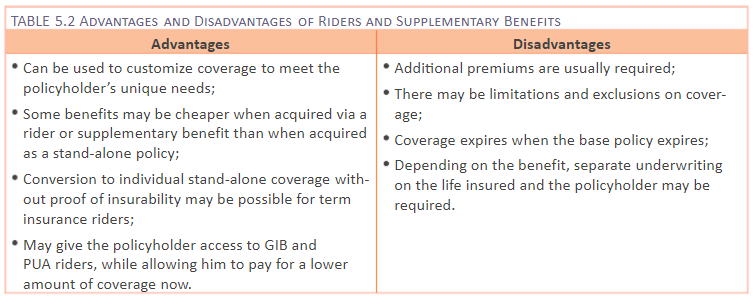 TABLE 5.2 ADVANTAGES AND DISADVANTAGES OF RIDERS AND SUPPLEMENTARY BENEFITS
Advantages
• Can be used to customize coverage to meet the
policyholder’s unique needs;
• Some benefits may be cheaper when acquired via a
rider or supplementary benefit than when acquired
as a stand-alone policy;
• Conversion to individual stand-alone coverage with-
out proof of insurability may be possible for term
insurance riders;
• May give the policyholder access to GIB and
PUA riders, while allowing him to pay for a lower
amount of coverage now.
Disadvantages
• Additional premiums are usually required;
• There may be limitations and exclusions on cover-
age;
• Coverage expires when the base policy expires;
• Depending on the benefit, separate underwriting
on the life insured and the policyholder may be
required.